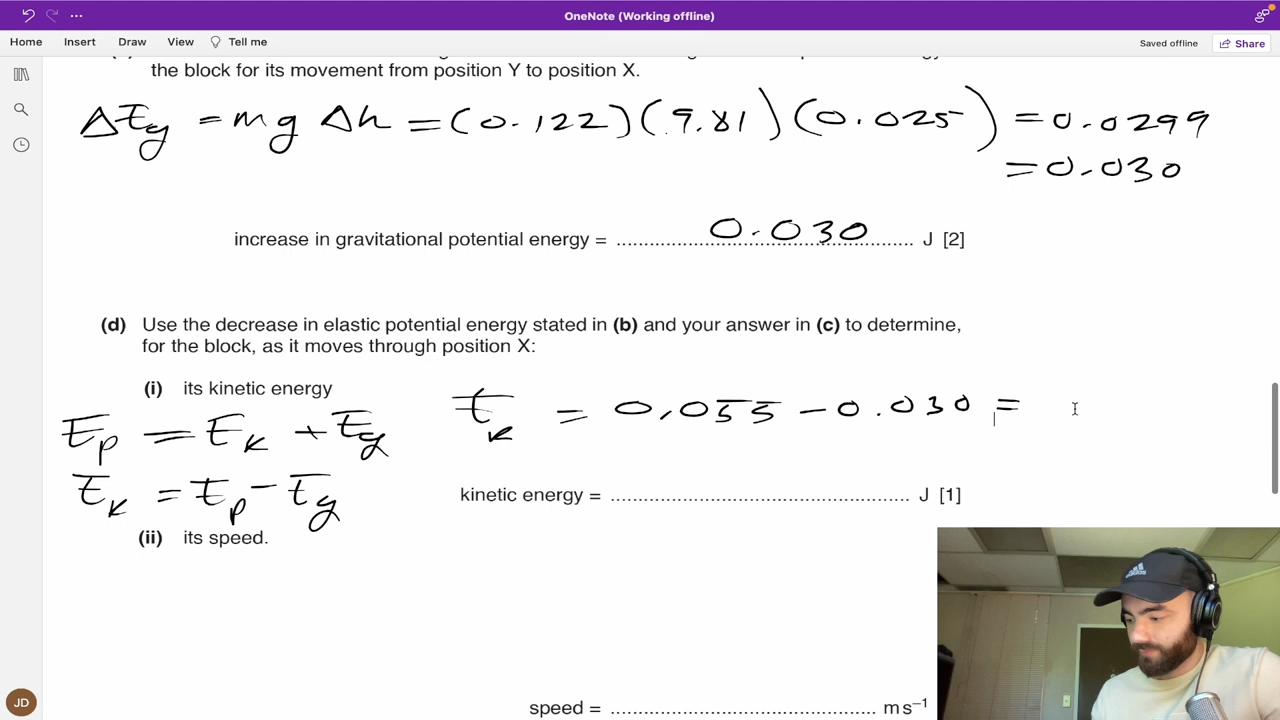 OneNote (Working offline)
Home Insert Draw View Tell me
Saved offline Share
the block for its movement from position Y to position X.
ΔEg = mg Δh = (0.122)(9.81)(0.025) = 0.0299
= 0.030
increase in gravitational potential energy = 0.030 J [2]
(d) Use the decrease in elastic potential energy stated in (b) and your answer in (c) to determine,
for the block, as it moves through position X:
(i) its kinetic energy
Ep = Ek + Eg
Ek = 0.055 - 0.030 =
Ek = Ep - Eg
kinetic energy = ................................................ J [1]
(ii) its speed.
speed = ................................................ m s⁻¹
JD